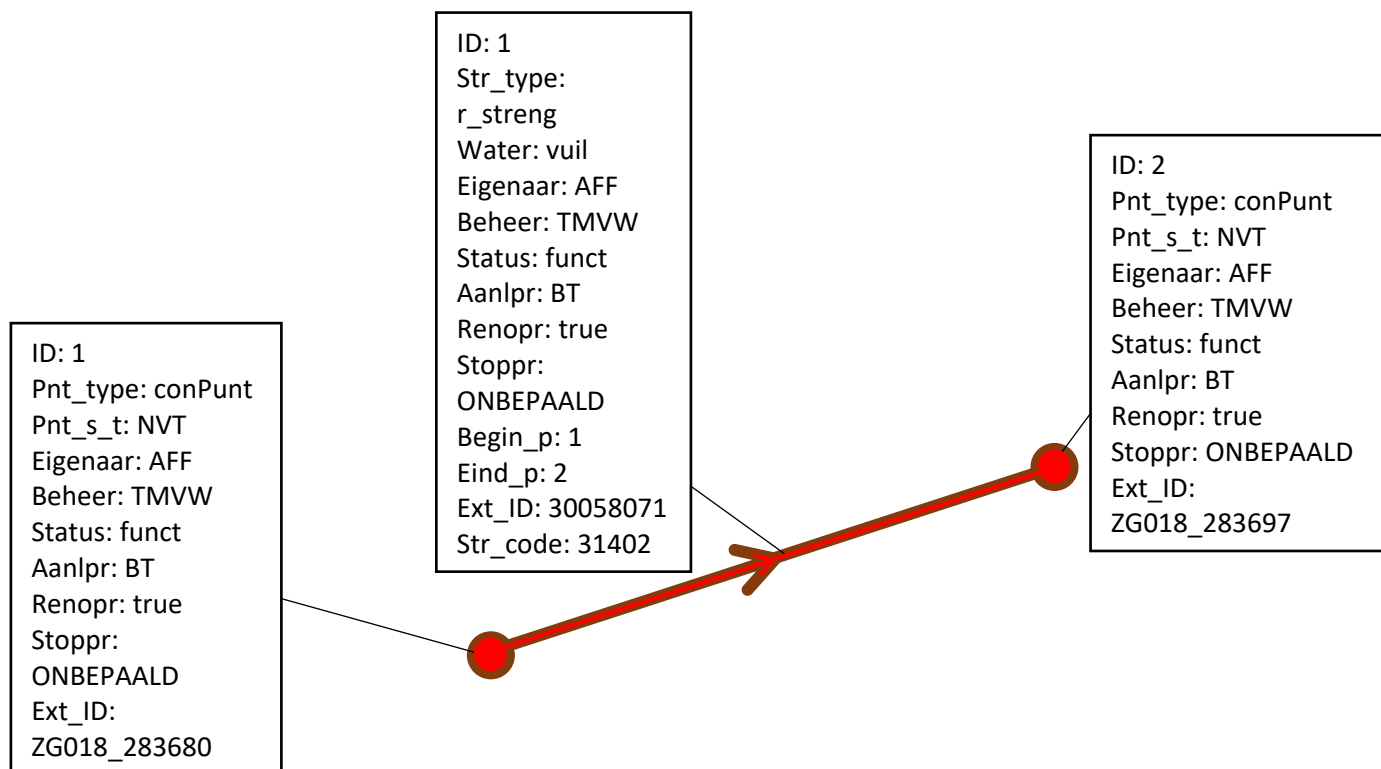 ID: 1
Str_type:
r_streng
Water: vuil
Eigenaar: AFF
Beheer: TMVW
Status: funct
Aanlpr: BT
Renopr: true
Stoppr:
ONBEPAALD
Begin_p: 1
Eind_p: 2
Ext_ID: 30058071
Str_code: 31402
ID: 2
Pnt_type: conPunt
Pnt_s_t: NVT
Eigenaar: AFF
Beheer: TMVW
Status: funct
Aanlpr: BT
Renopr: true
Stoppr: ONBEPAALD
Ext_ID:
ZG018_283697
ID: 1
Pnt_type: conPunt
Pnt_s_t: NVT
Eigenaar: AFF
Beheer: TMVW
Status: funct
Aanlpr: BT
Renopr: true
Stoppr:
ONBEPAALD
Ext_ID:
ZG018_283680